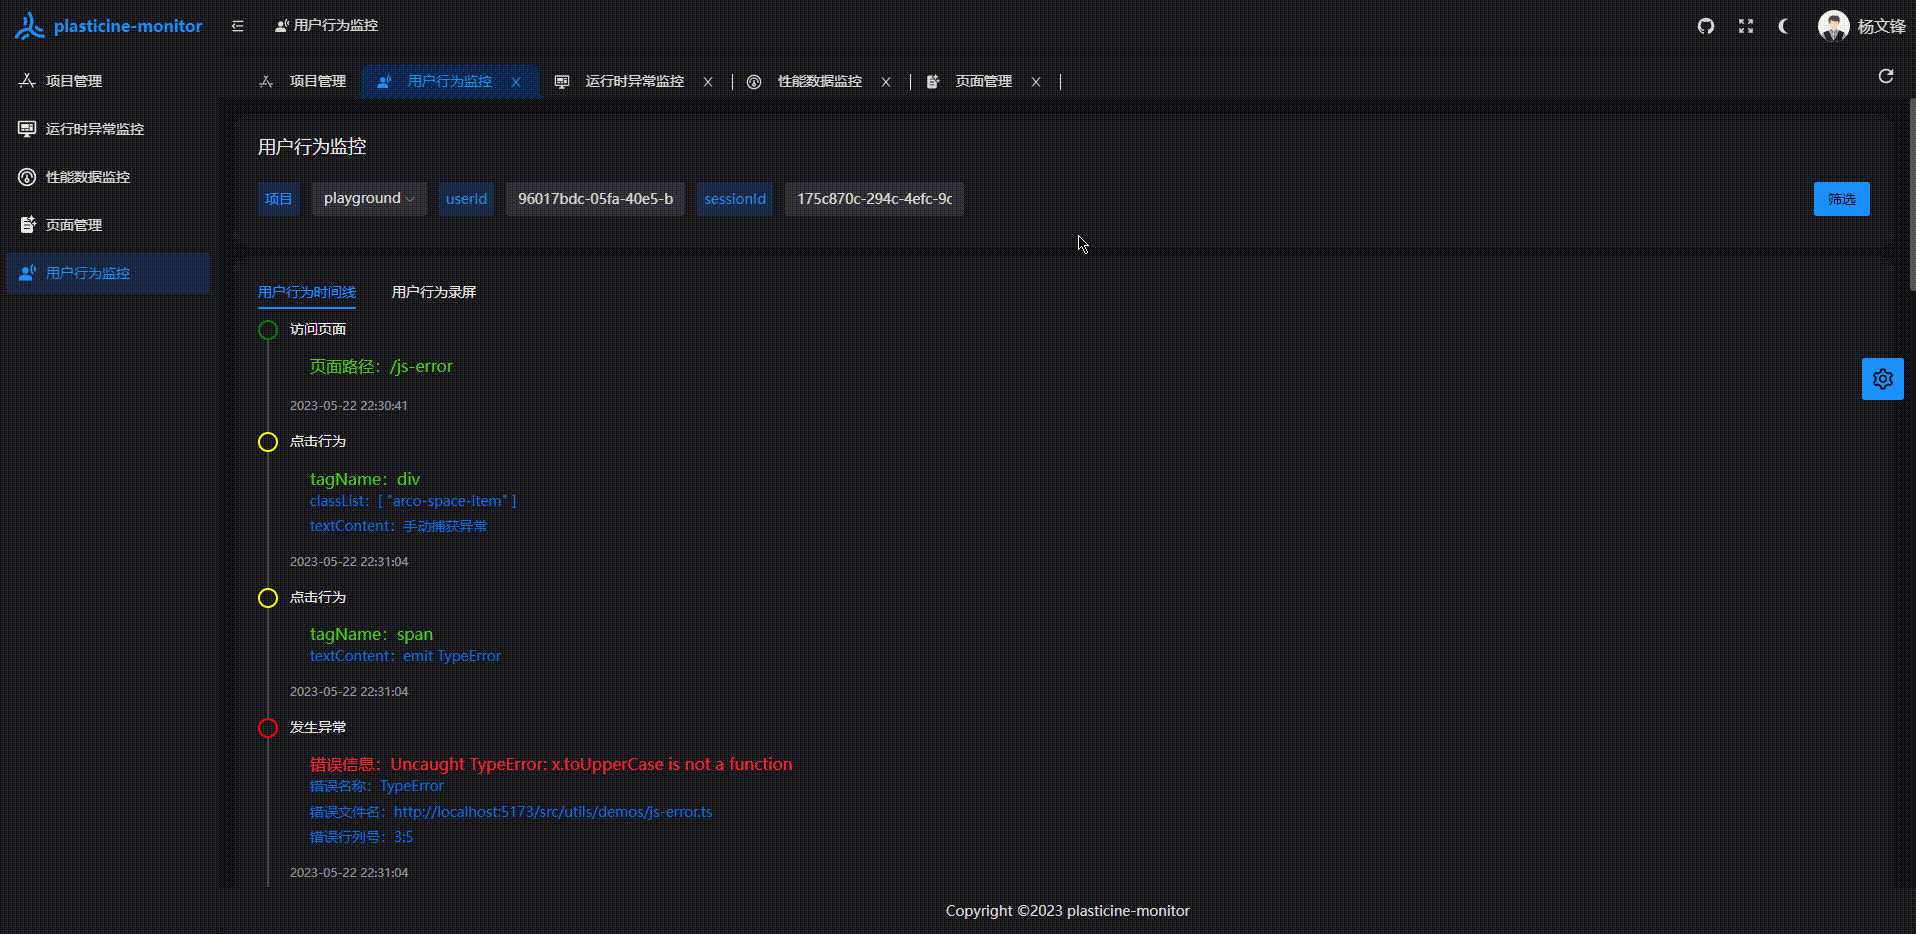 plasticine-monitor
用户行为监控
杨文锋
项目管理
运行时异常监控
性能数据监控
页面管理
用户行为监控
项目管理 用户行为监控 运行时异常监控 性能数据监控 页面管理
用户行为监控
项目 playground userId 96017bdc-05fa-40e5-b sessionId 175c870c-294c-4efc-9c 筛选
用户行为时间线 用户行为录屏
访问页面
页面路径：/js-error
2023-05-22 22:30:41
点击行为
tagName：div
classList：[ "arco-space-item" ]
textContent：手动捕获异常
2023-05-22 22:31:04
点击行为
tagName：span
textContent：emit TypeError
2023-05-22 22:31:04
发生异常
错误信息：Uncaught TypeError: x.toUpperCase is not a function
错误名称：TypeError
错误文件名：http://localhost:5173/src/utils/demos/js-error.ts
错误行列号：3:5
2023-05-22 22:31:04
Copyright ©2023 plasticine-monitor